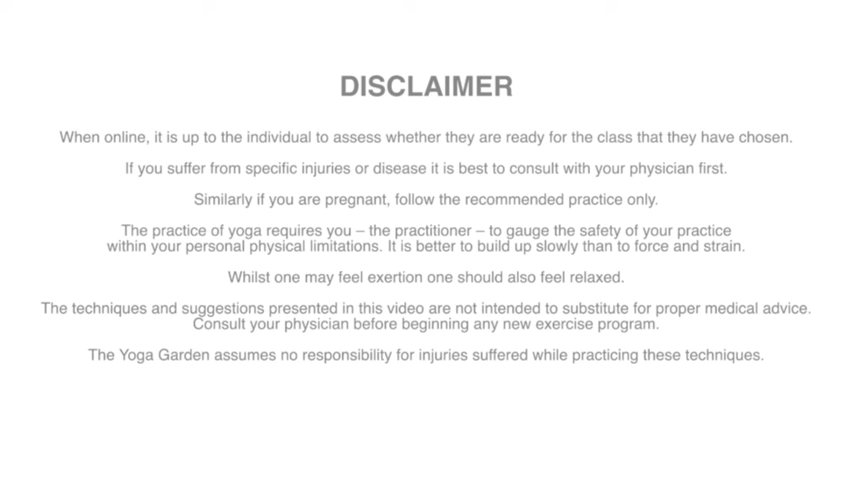 DISCLAIMER
When online, it is up to the individual to assess whether they are ready for the class that they have chosen.
If you suffer from specific injuries or disease it is best to consult with your physician first.
Similarly if you are pregnant, follow the recommended practice only.
The practice of yoga requires you – the practitioner – to gauge the safety of your practice
within your personal physical limitations. It is better to build up slowly than to force and strain.
Whilst one may feel exertion one should also feel relaxed.
The techniques and suggestions presented in this video are not intended to substitute for proper medical advice.
Consult your physician before beginning any new exercise program.
The Yoga Garden assumes no responsibility for injuries suffered while practicing these techniques.